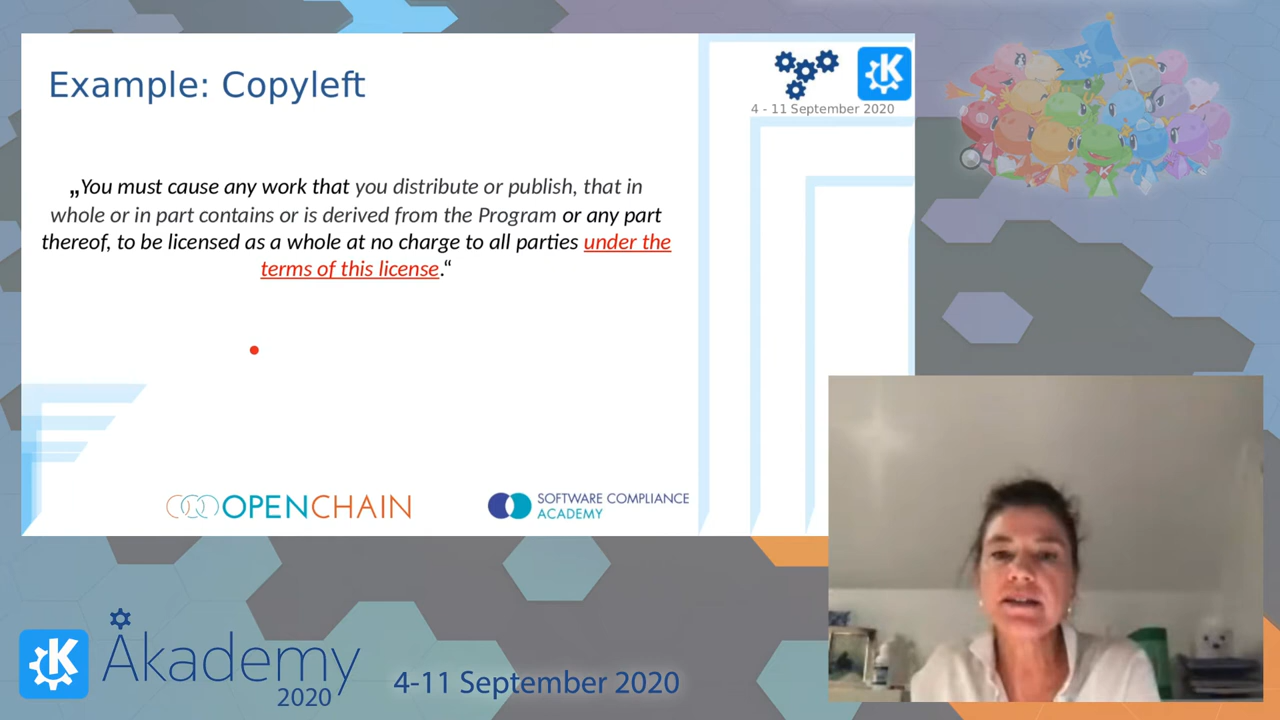 Example: Copyleft
4 - 11 September 2020
„You must cause any work that you distribute or publish, that in
whole or in part contains or is derived from the Program or any part
thereof, to be licensed as a whole at no charge to all parties under the
terms of this license.“
OPENCHAIN
SOFTWARE COMPLIANCE
ACADEMY
Akademy
2020
4-11 September 2020